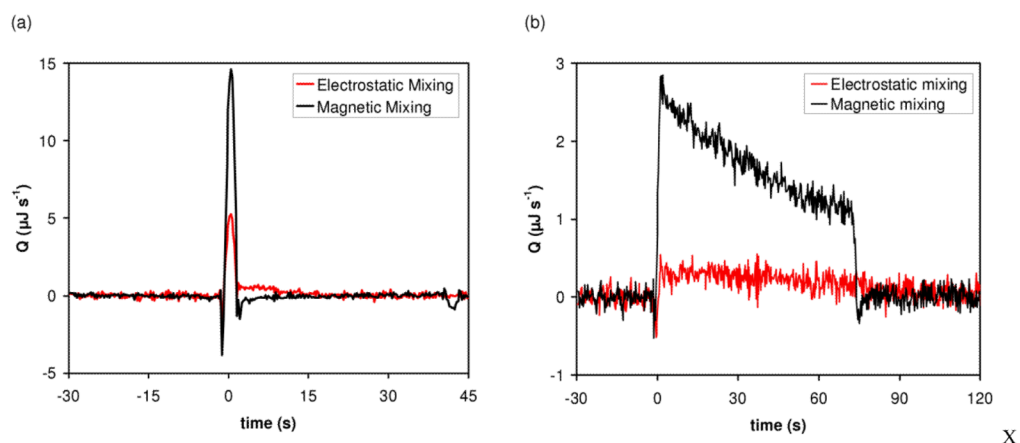 (a)
15
10
5
0
-5
Q (µJ s⁻¹)
-30 -15 0 15 30 45
time (s)
Electrostatic Mixing
Magnetic Mixing
(b)
3
2
1
0
-1
Q (µJ s⁻¹)
-30 0 30 60 90 120
time (s)
Electrostatic mixing
Magnetic mixing
X